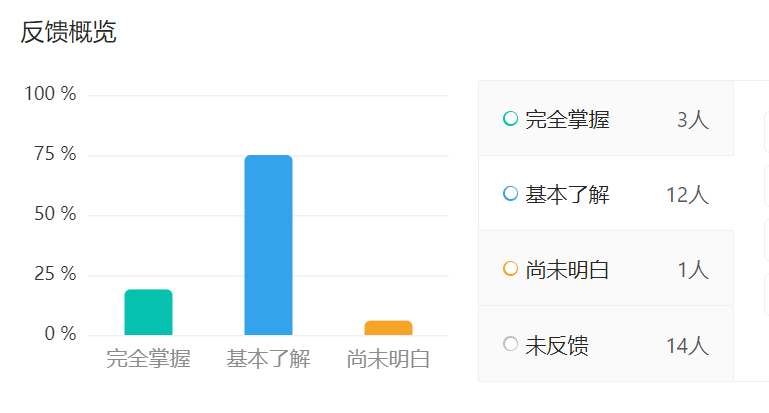 反馈概览
100 %
75 %
50 %
25 %
0 %
完全掌握 基本了解 尚未明白
完全掌握 3人
基本了解 12人
尚未明白 1人
未反馈 14人